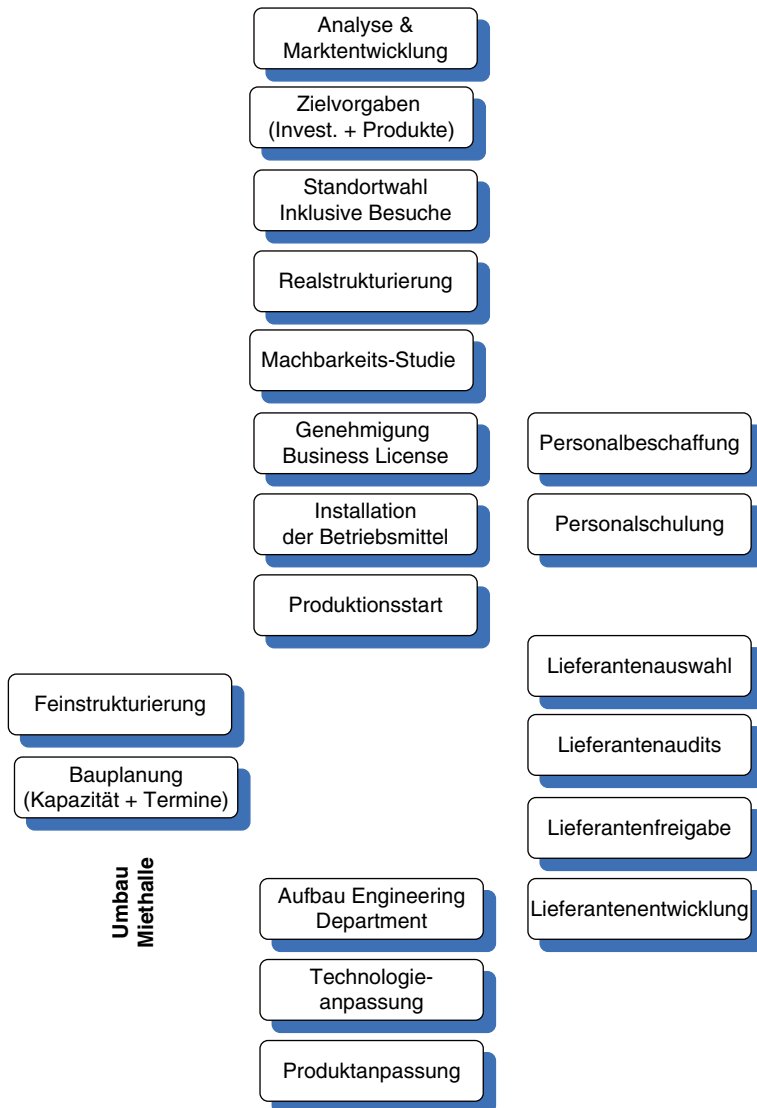 Analyse &
Marktentwicklung
Zielvorgaben
(Invest. + Produkte)
Standortwahl
Inklusive Besuche
Realstrukturierung
Machbarkeits-Studie
Genehmigung
Business License
Personalbeschaffung
Installation
der Betriebsmittel
Personalschulung
Produktionsstart
Lieferantenauswahl
Feinstrukturierung
Lieferantenaudits
Bauplanung
(Kapazität + Termine)
Lieferantenfreigabe
Umbau
Miethalle
Aufbau Engineering
Department
Lieferantenentwicklung
Technologie-
anpassung
Produktanpassung